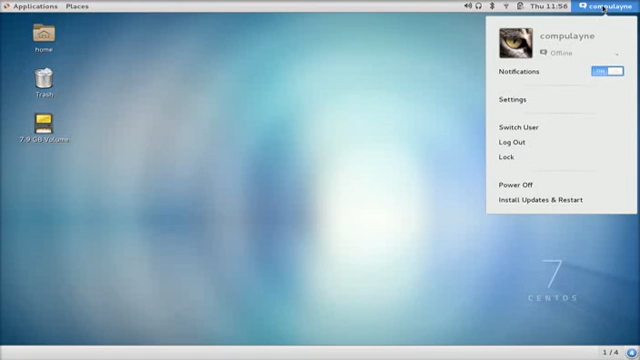 Applications Places Thu 11:56 compulayne
compulayne
Offline
Notifications ON
Settings
Switch User
Log Out
Lock
Power Off
Install Updates & Restart
home
Trash
7.9 GB Volume
7
CENTOS
1 / 4